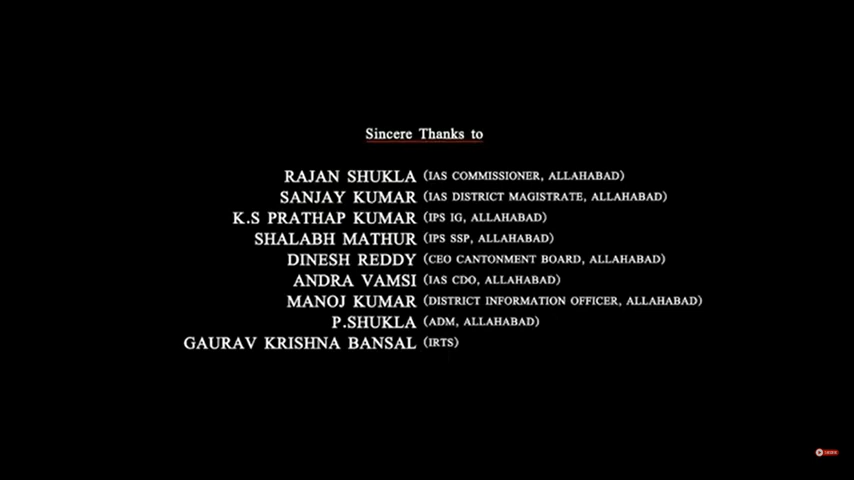 Sincere Thanks to
RAJAN SHUKLA (IAS COMMISSIONER, ALLAHABAD)
SANJAY KUMAR (IAS DISTRICT MAGISTRATE, ALLAHABAD)
K.S PRATHAP KUMAR (IPS IG, ALLAHABAD)
SHALABH MATHUR (IPS SSP, ALLAHABAD)
DINESH REDDY (CEO CANTONMENT BOARD, ALLAHABAD)
ANDRA VAMSI (IAS CDO, ALLAHABAD)
MANOJ KUMAR (DISTRICT INFORMATION OFFICER, ALLAHABAD)
P.SHUKLA (ADM, ALLAHABAD)
GAURAV KRISHNA BANSAL (IRTS)